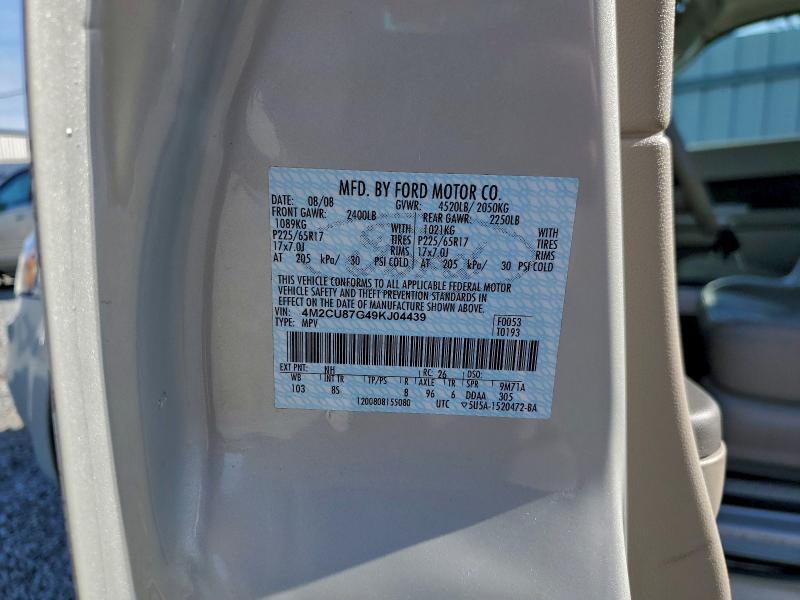 MFD. BY FORD MOTOR CO.
DATE: 08/08 GVWR: 4520LB/ 2050KG
FRONT GAWR: 2400LB REAR GAWR: 2250LB
1089KG WITH 1021KG WITH
P225/65R17 TIRES P225/65R17 TIRES
17x7.0J RIMS 17x7.0J RIMS
AT 205 kPa/ 30 PSI COLD AT 205 kPa/ 30 PSI COLD
THIS VEHICLE CONFORMS TO ALL APPLICABLE FEDERAL MOTOR
VEHICLE SAFETY AND THEFT PREVENTION STANDARDS IN
EFFECT ON THE DATE OF MANUFACTURE SHOWN ABOVE.
VIN: 4M2CU87G49KJ04439 F0053
TYPE: MPV T0193
EXT PNT: NH RC: 26 DSO:
WB INT TR TP/PS R AXLE TR SPR 9M71A
103 8S 8 96 6 DDAA 305
1200808155080 UTC 5U5A-1520472-BA